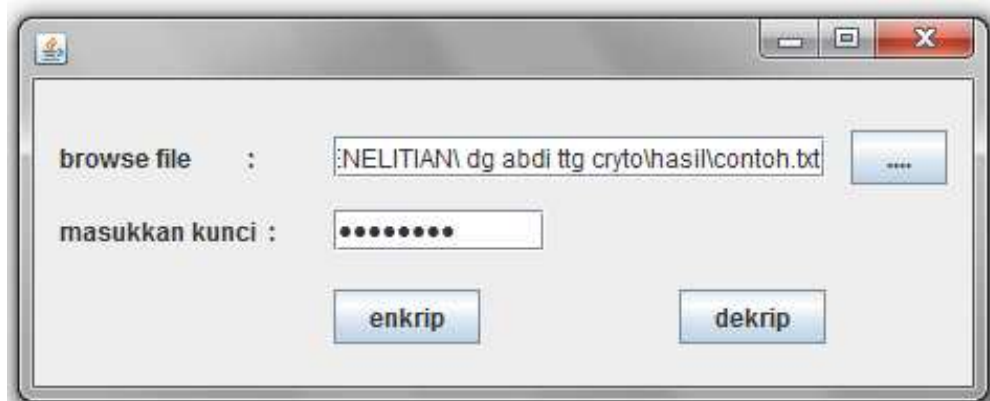 browse file : :NELITIAN\ dg abdi ttg cryto\hasil\contoh.txt ....
masukkan kunci : ••••••••
enkrip dekrip